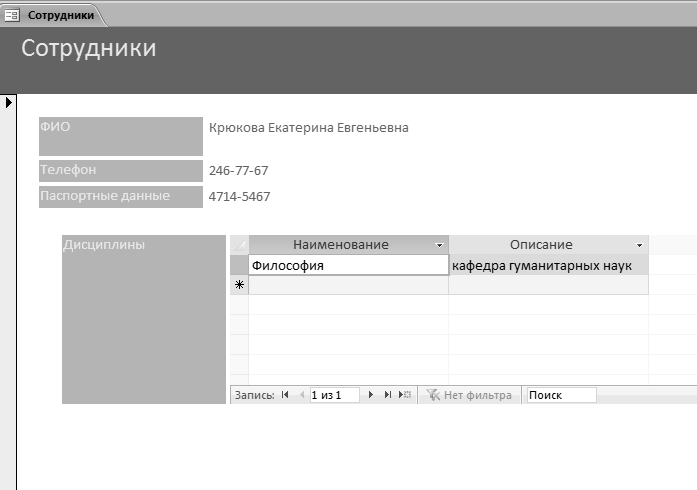 Сотрудники
Сотрудники
ФИО Крюкова Екатерина Евгеньевна
Телефон 246-77-67
Паспортные данные 4714-5467
Дисциплины Наименование Описание
Философия кафедра гуманитарных наук
Запись: 1 из 1 Нет фильтра Поиск